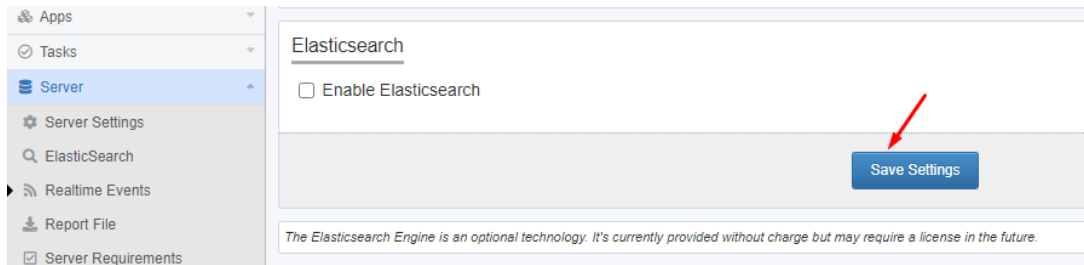 Apps
Tasks
Server
Server Settings
ElasticSearch
Realtime Events
Report File
Server Requirements
Elasticsearch
Enable Elasticsearch
Save Settings
The Elasticsearch Engine is an optional technology. It's currently provided without charge but may require a license in the future.